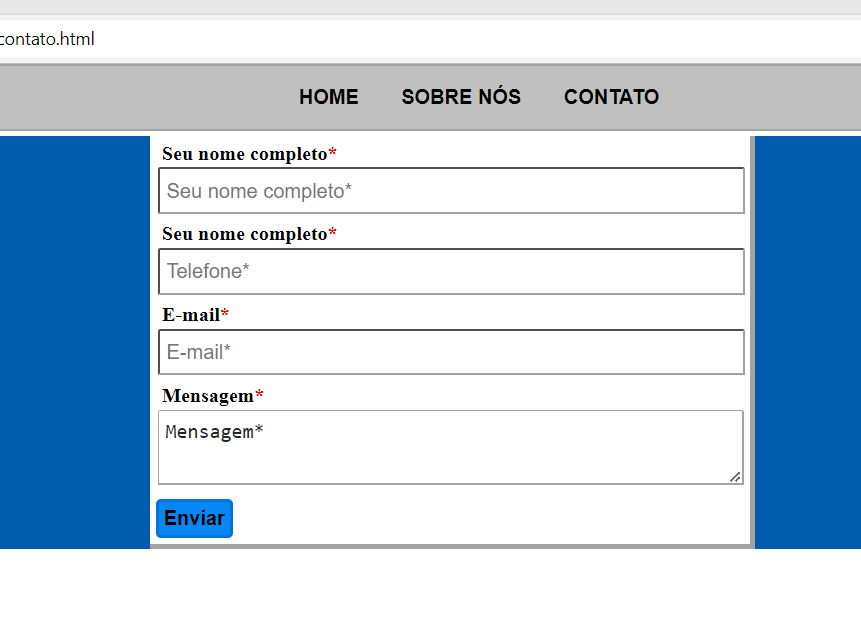 contato.html
HOME SOBRE NÓS CONTATO
Seu nome completo*
Seu nome completo*
Seu nome completo*
Telefone*
E-mail*
E-mail*
Mensagem*
Mensagem*
Enviar